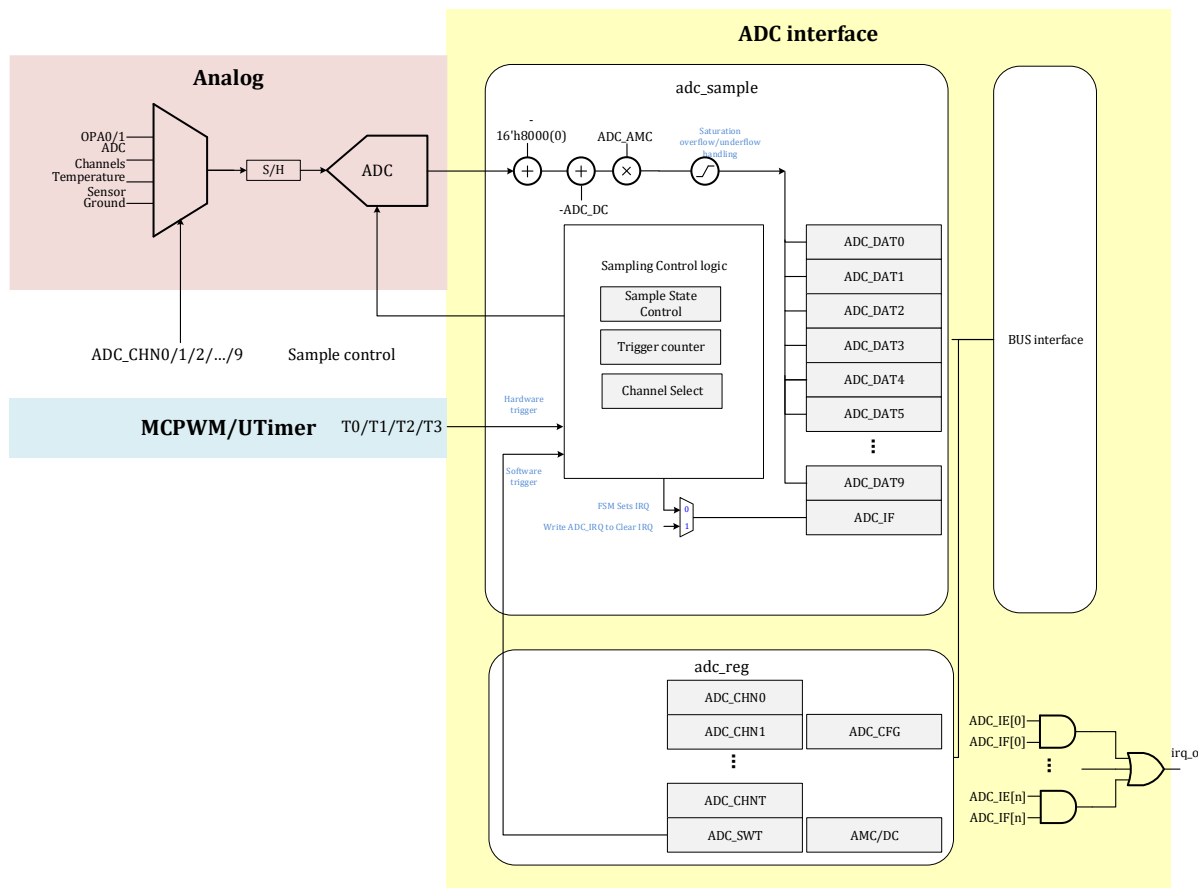 ADC interface
Analog
OPA0/1
ADC
Channels
Temperature
Sensor
Ground
S/H
ADC
ADC_CHN0/1/2/.../9
Sample control
MCPWM/UTimer
T0/T1/T2/T3
adc_sample
-
16'h8000(0)
ADC_AMC
Saturation
overflow/underflow
handling
+
+
×
-ADC_DC
Sampling Control logic
Sample State
Control
Trigger counter
Channel Select
Hardware
trigger
Software
trigger
FSM Sets IRQ
0
Write ADC_IRQ to Clear IRQ
1
ADC_DAT0
ADC_DAT1
ADC_DAT2
ADC_DAT3
ADC_DAT4
ADC_DAT5
⋮
ADC_DAT9
ADC_IF
BUS interface
adc_reg
ADC_CHN0
ADC_CHN1
ADC_CFG
⋮
ADC_CHNT
ADC_SWT
AMC/DC
ADC_IE[0]
ADC_IF[0]
⋮
ADC_IE[n]
ADC_IF[n]
irq_o